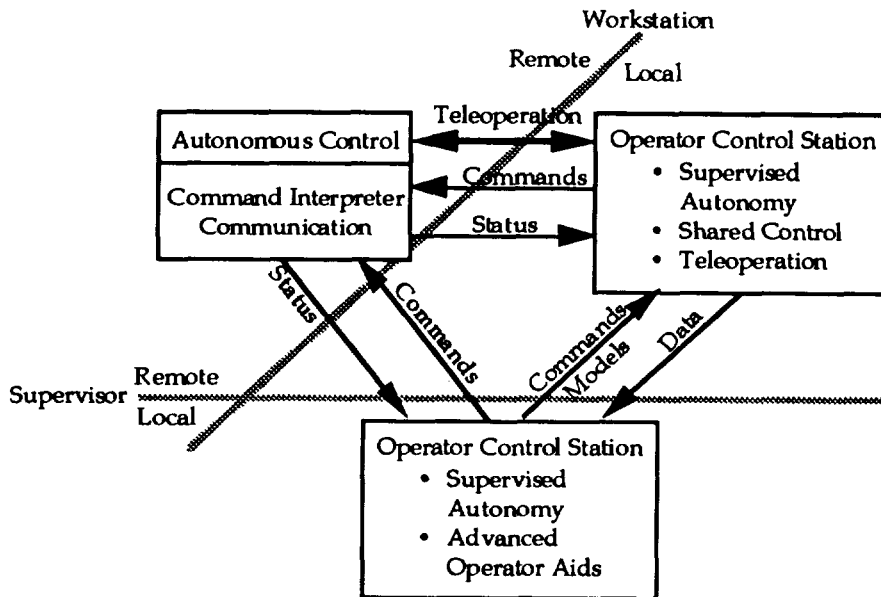 Workstation
Remote
Local
Teleoperation
Autonomous Control
Command Interpreter
Communication
Commands
Status
Operator Control Station
• Supervised
Autonomy
• Shared Control
• Teleoperation
Status
Commands
Commands
Models
Data
Supervisor
Remote
Local
Operator Control Station
• Supervised
Autonomy
• Advanced
Operator Aids